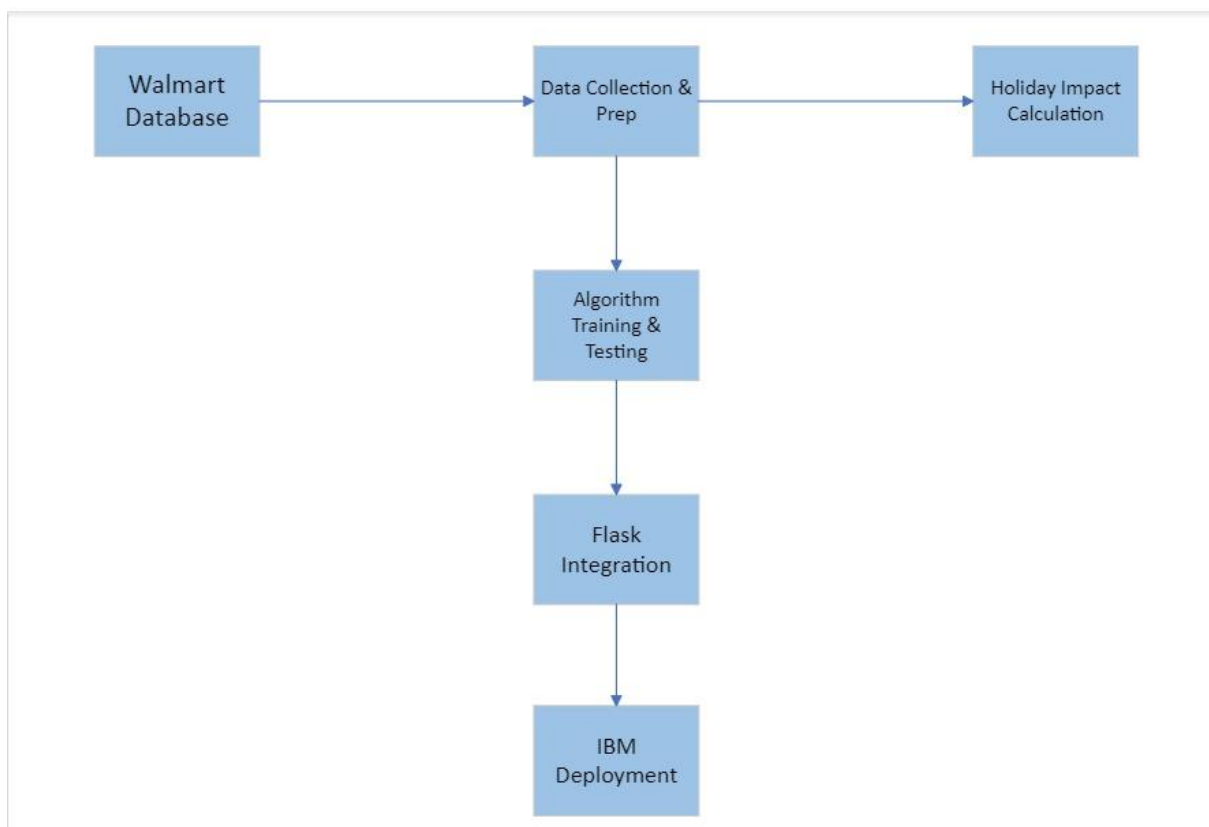 Walmart
Database
Data Collection &
Prep
Holiday Impact
Calculation
Algorithm
Training &
Testing
Flask
Integration
IBM
Deployment